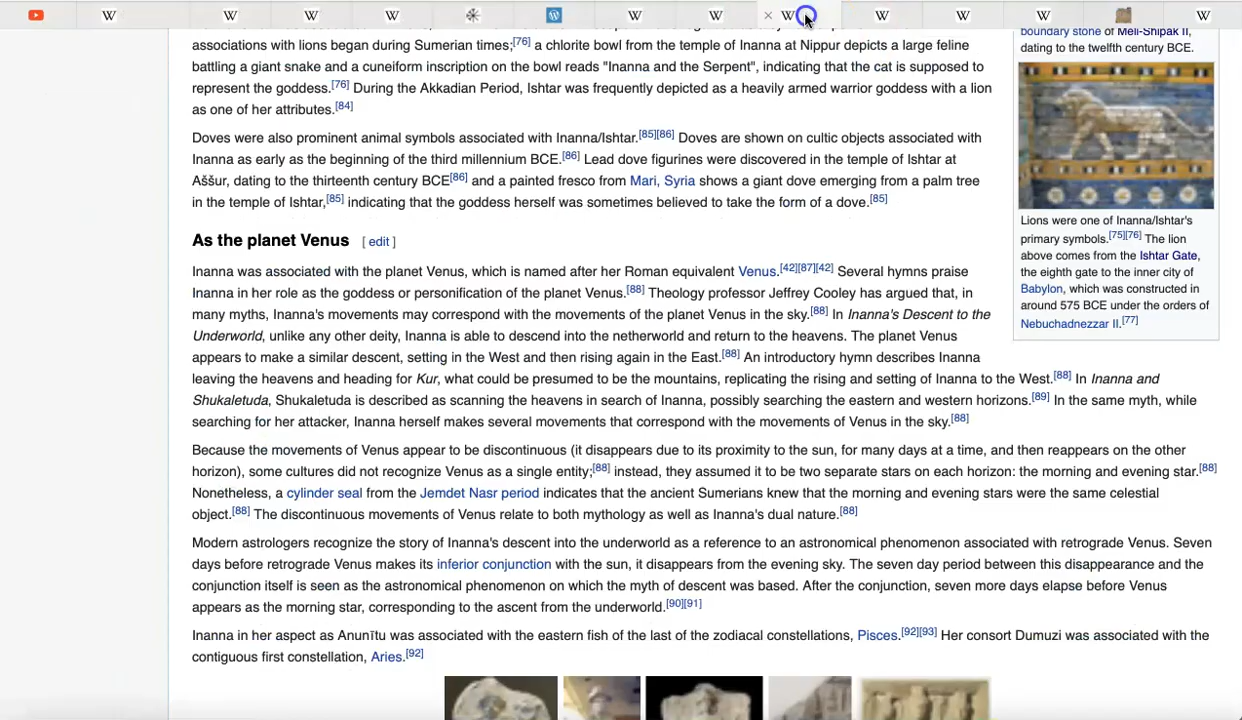 associations with lions began during Sumerian times;[76] a chlorite bowl from the temple of Inanna at Nippur depicts a large feline
battling a giant snake and a cuneiform inscription on the bowl reads "Inanna and the Serpent", indicating that the cat is supposed to
represent the goddess.[76] During the Akkadian Period, Ishtar was frequently depicted as a heavily armed warrior goddess with a lion
as one of her attributes.[84]
Doves were also prominent animal symbols associated with Inanna/Ishtar.[85][86] Doves are shown on cultic objects associated with
Inanna as early as the beginning of the third millennium BCE.[86] Lead dove figurines were discovered in the temple of Ishtar at
Aššur, dating to the thirteenth century BCE[86] and a painted fresco from Mari, Syria shows a giant dove emerging from a palm tree
in the temple of Ishtar,[85] indicating that the goddess herself was sometimes believed to take the form of a dove.[85]
As the planet Venus [ edit ]
Inanna was associated with the planet Venus, which is named after her Roman equivalent Venus.[42][87][42] Several hymns praise
Inanna in her role as the goddess or personification of the planet Venus.[88] Theology professor Jeffrey Cooley has argued that, in
many myths, Inanna's movements may correspond with the movements of the planet Venus in the sky.[88] In Inanna's Descent to the
Underworld, unlike any other deity, Inanna is able to descend into the netherworld and return to the heavens. The planet Venus
appears to make a similar descent, setting in the West and then rising again in the East.[88] An introductory hymn describes Inanna
leaving the heavens and heading for Kur, what could be presumed to be the mountains, replicating the rising and setting of Inanna to the West.[88] In Inanna and
Shukaletuda, Shukaletuda is described as scanning the heavens in search of Inanna, possibly searching the eastern and western horizons.[89] In the same myth, while
searching for her attacker, Inanna herself makes several movements that correspond with the movements of Venus in the sky.[88]
Because the movements of Venus appear to be discontinuous (it disappears due to its proximity to the sun, for many days at a time, and then reappears on the other
horizon), some cultures did not recognize Venus as a single entity;[88] instead, they assumed it to be two separate stars on each horizon: the morning and evening star.[88]
Nonetheless, a cylinder seal from the Jemdet Nasr period indicates that the ancient Sumerians knew that the morning and evening stars were the same celestial
object.[88] The discontinuous movements of Venus relate to both mythology as well as Inanna's dual nature.[88]
Modern astrologers recognize the story of Inanna's descent into the underworld as a reference to an astronomical phenomenon associated with retrograde Venus. Seven
days before retrograde Venus makes its inferior conjunction with the sun, it disappears from the evening sky. The seven day period between this disappearance and the
conjunction itself is seen as the astronomical phenomenon on which the myth of descent was based. After the conjunction, seven more days elapse before Venus
appears as the morning star, corresponding to the ascent from the underworld.[90][91]
Inanna in her aspect as Anunītu was associated with the eastern fish of the last of the zodiacal constellations, Pisces.[92][93] Her consort Dumuzi was associated with the
contiguous first constellation, Aries.[92]
boundary stone of Meli-Shipak II,
dating to the twelfth century BCE.
Lions were one of Inanna/Ishtar's
primary symbols.[75][76] The lion
above comes from the Ishtar Gate,
the eighth gate to the inner city of
Babylon, which was constructed in
around 575 BCE under the orders of
Nebuchadnezzar II.[77]